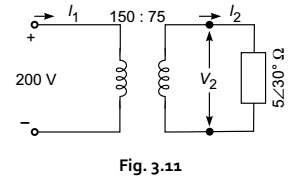 I1 150 : 75 I2
+
200 V
V2
5∠30° Ω
–
Fig. 3.11